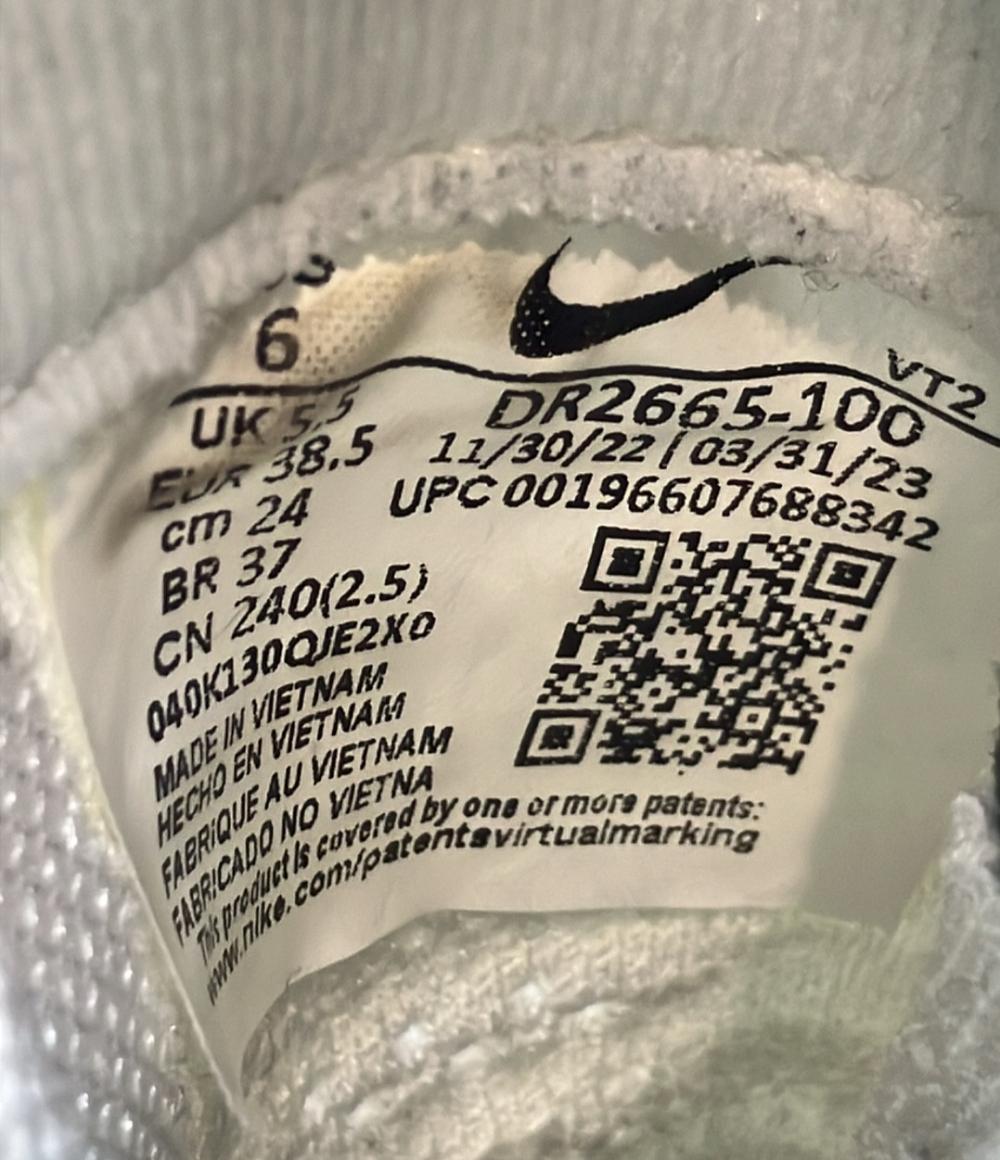 6
UK 5.5
EUR 38.5
cm 24
BR 37
CN 240(2.5)
040K130QJE2X0
MADE IN VIETNAM
HECHO EN VIETNAM
FABRIQUE AU VIETNAM
FABRICADO NO VIETNA
This product is covered by one or more patents:
www.nike.com/patentsvirtualmarking
VT2
DR2665-100
11/30/22 | 03/31/23
UPC 00196607688342